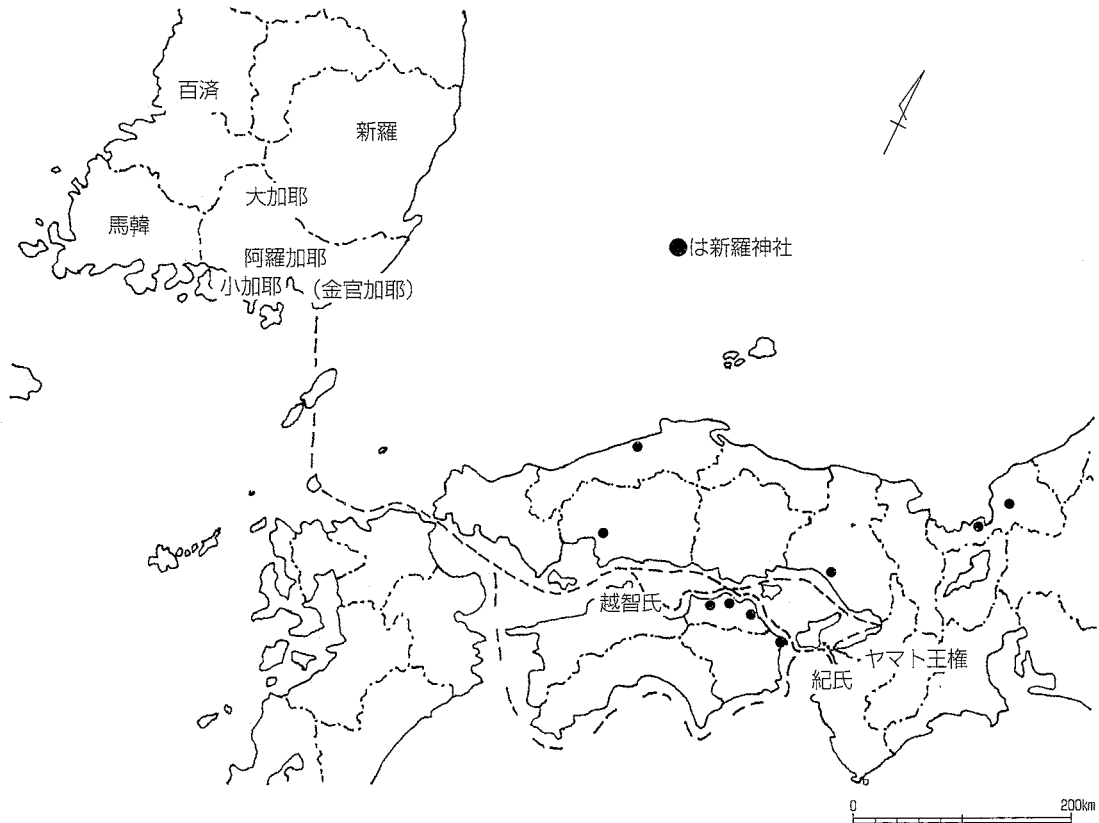 百済
新羅
大加耶
馬韓
阿羅加耶
小加耶
(金官加耶)
●は新羅神社
越智氏
ヤマト王権
紀氏
0 200km